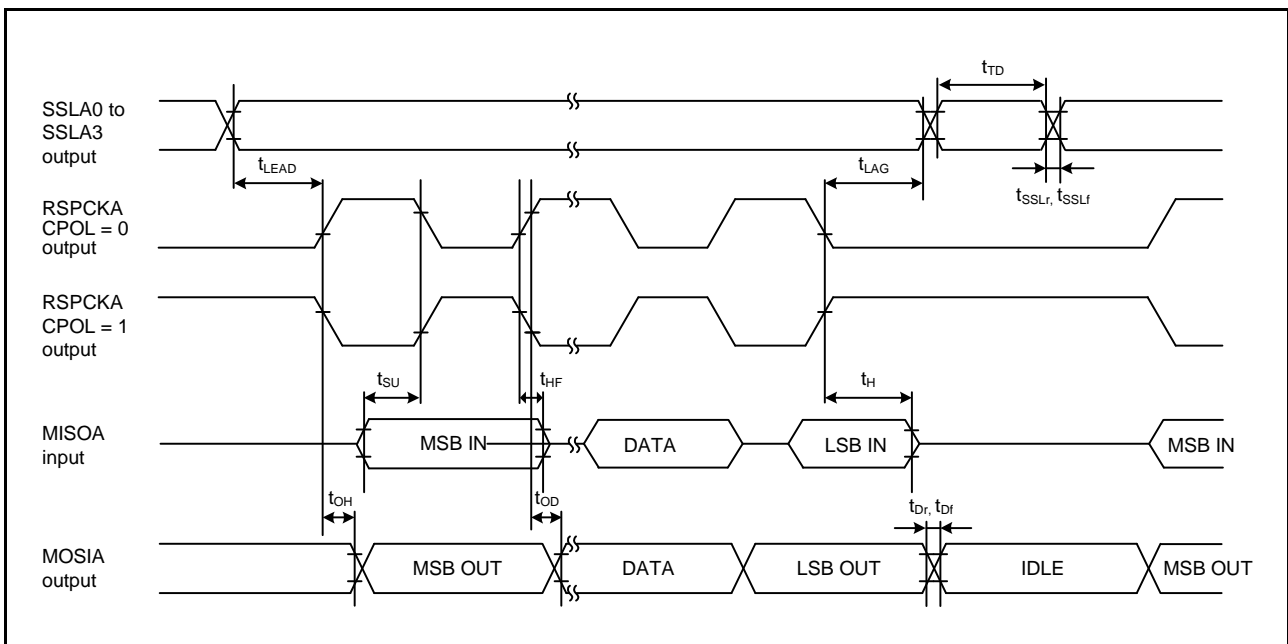 tTD
SSLA0 to
SSLA3
output
tLEAD
tLAG
tSSLr, tSSLf
RSPCKA
CPOL = 0
output
RSPCKA
CPOL = 1
output
tSU
tHF
tH
MISOA
input
MSB IN
DATA
LSB IN
MSB IN
tOH
tOD
tDr, tDf
MOSIA
output
MSB OUT
DATA
LSB OUT
IDLE
MSB OUT